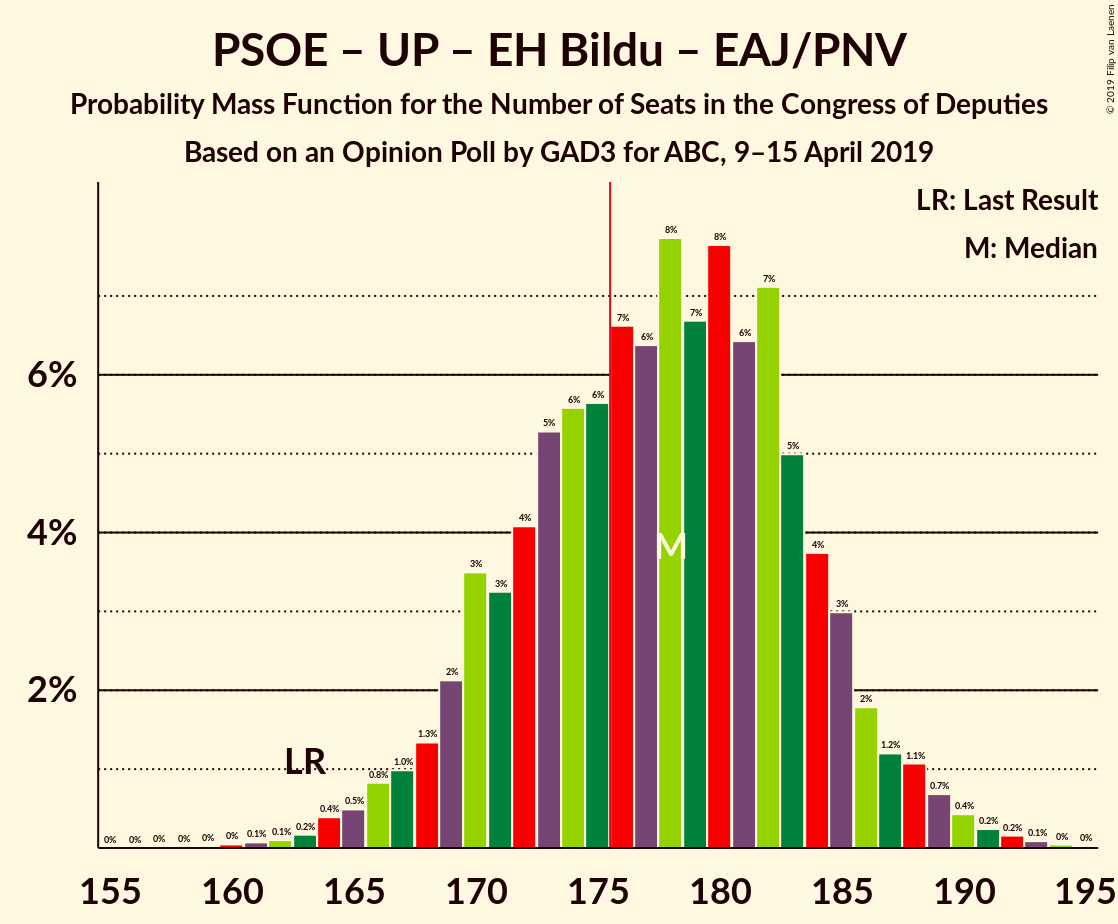 PSOE – UP – EH Bildu – EAJ/PNV
Probability Mass Function for the Number of Seats in the Congress of Deputies
Based on an Opinion Poll by GAD3 for ABC, 9–15 April 2019
© 2019 Filip van Laenen
LR: Last Result
M: Median
6%
4%
2%
0% 0% 0% 0% 0% 0% 0.1% 0.1% 0.2% 0.4% 0.5% 0.8% 1.0% 1.3% 2% 3% 3% 4% 5% 6% 6% 7% 6% 8% 7% 8% 6% 7% 5% 4% 3% 2% 1.2% 1.1% 0.7% 0.4% 0.2% 0.2% 0.1% 0% 0%
M
LR
155 160 165 170 175 180 185 190 195